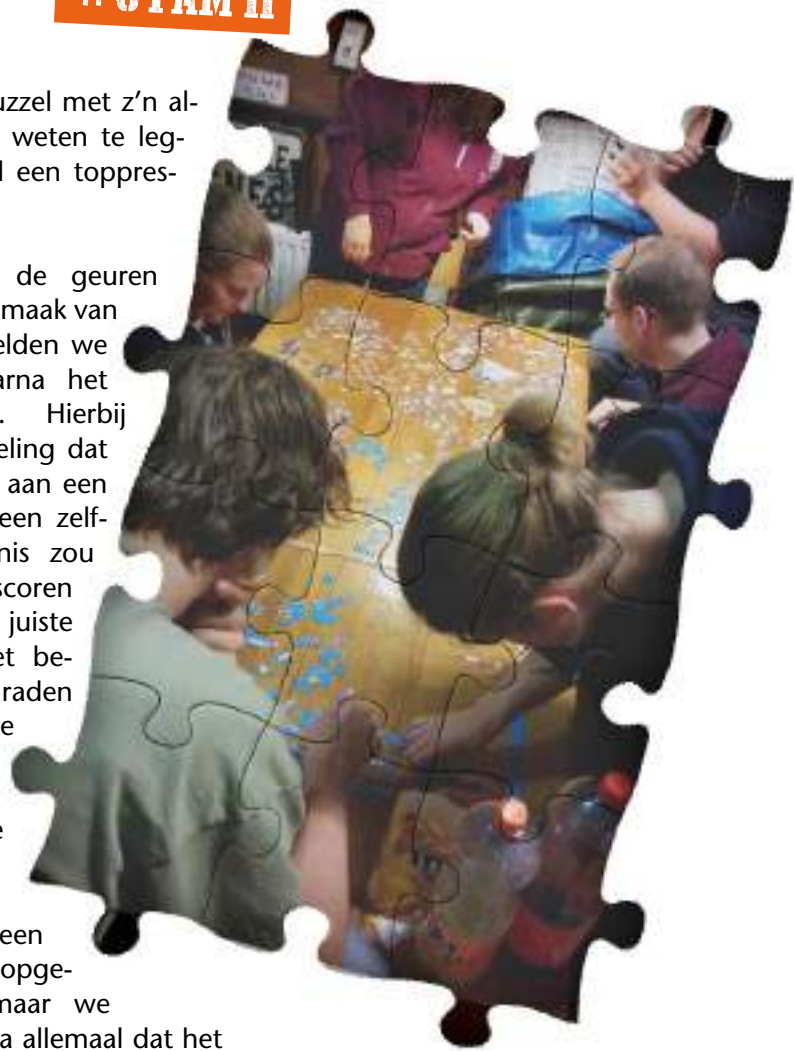 STAM II
uzzel met z'n al-
weten te leg-
een toppres-
de geuren
maak van
elden we
arna het
. Hierbij
eling dat
aan een
een zelf-
nis zou
scoren
juiste
et be-
raden
e
e
een
opge-
maar we
a allemaal dat het